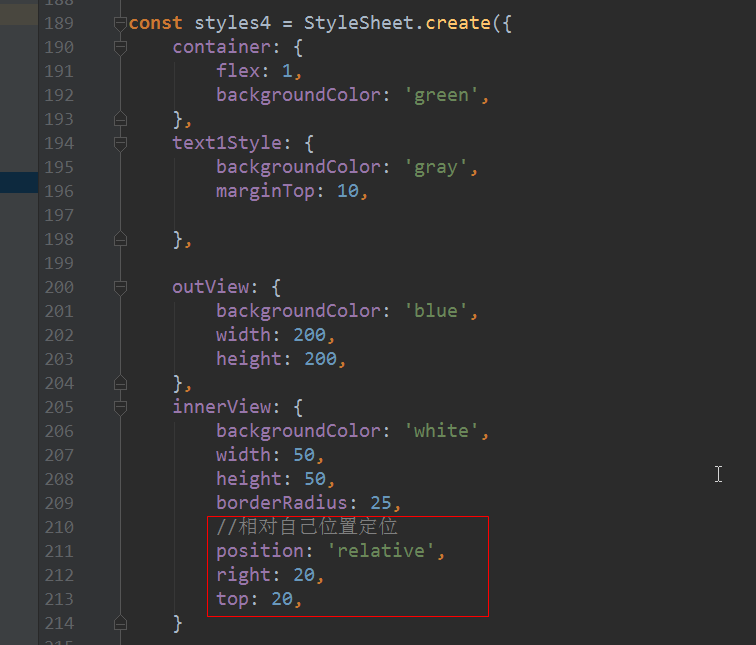 189 const styles4 = StyleSheet.create({
190 container: {
191 flex: 1,
192 backgroundColor: 'green',
193 },
194 text1Style: {
195 backgroundColor: 'gray',
196 marginTop: 10,
197
198 },
199
200 outView: {
201 backgroundColor: 'blue',
202 width: 200,
203 height: 200,
204 },
205 innerView: {
206 backgroundColor: 'white',
207 width: 50,
208 height: 50,
209 borderRadius: 25,
210 //相对自己位置定位
211 position: 'relative',
212 right: 20,
213 top: 20,
214 }